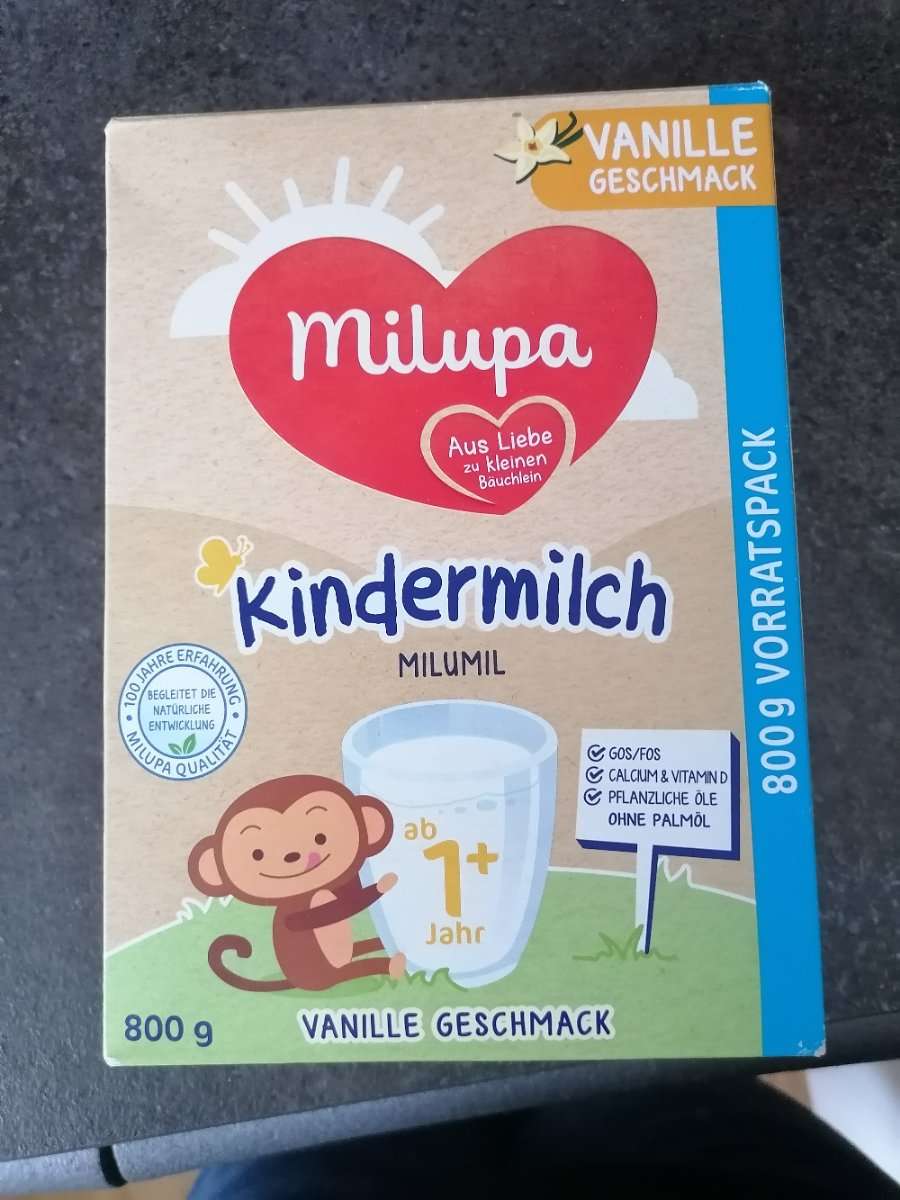 VANILLE
GESCHMACK
Milupa
Aus Liebe
zu kleinen
Bäuchlein
Kindermilch
MILUMIL
100 JAHRE ERFAHRUNG
BEGLEITET DIE
NATÜRLICHE
ENTWICKLUNG
MILUPA QUALITÄT
GOS/FOS
CALCIUM & VITAMIN D
PFLANZLICHE ÖLE
OHNE PALMÖL
ab
1+
Jahr
800 g
VANILLE GESCHMACK
800 g VORRATSPACK